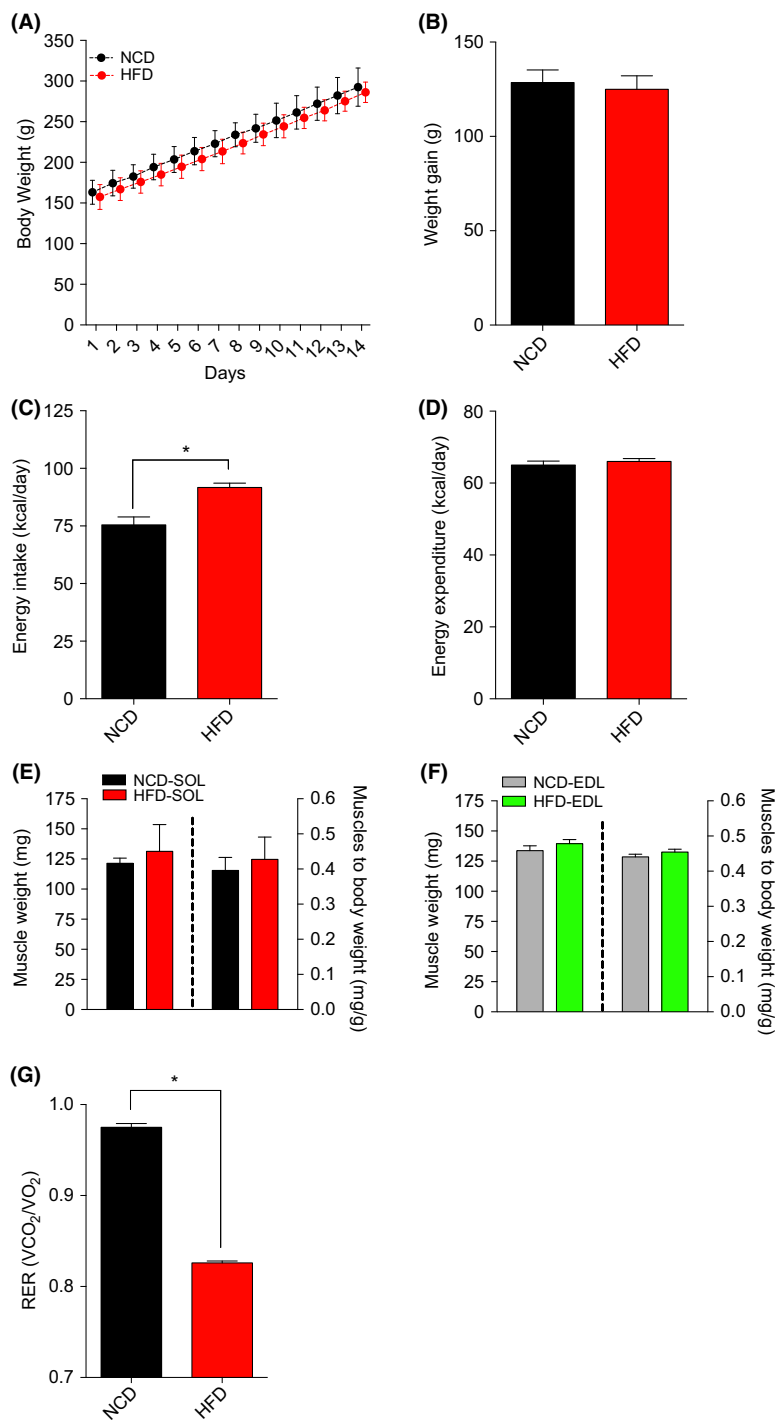 (A)
NCD
HFD
350
300
250
200
150
100
50
0
Body Weight (g)
1 2 3 4 5 6 7 8 9 10 11 12 13 14
Days
(B)
150
100
50
0
Weight gain (g)
NCD HFD
(C)
125
100
75
50
25
0
Energy intake (kcal/day)
*
NCD HFD
(D)
80
60
40
20
0
Energy expenditure (kcal/day)
NCD HFD
(E)
NCD-SOL
HFD-SOL
175
150
125
100
75
50
25
0
Muscle weight (mg)
0.6
0.5
0.4
0.3
0.2
0.1
0.0
Muscles to body weight (mg/g)
(F)
NCD-EDL
HFD-EDL
175
150
125
100
75
50
25
0
Muscle weight (mg)
0.6
0.5
0.4
0.3
0.2
0.1
0.0
Muscles to body weight (mg/g)
(G)
1.0
0.9
0.8
0.7
RER (VCO₂/VO₂)
*
NCD HFD